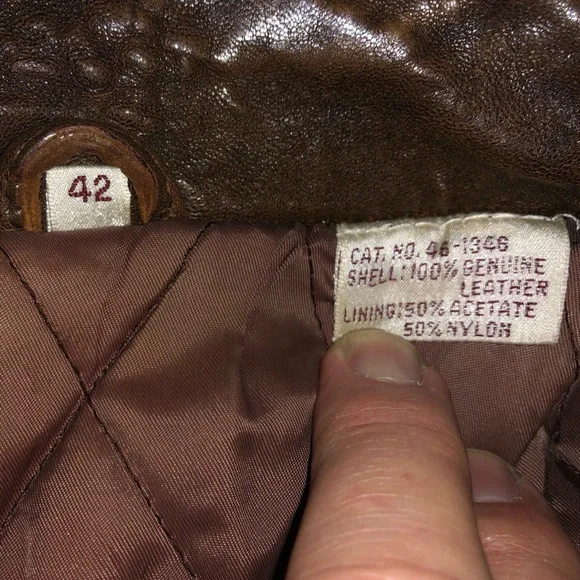 42
CAT. NO. 46-1346
SHELL: 100% GENUINE
LEATHER
LINING: 50% ACETATE
50% NYLON